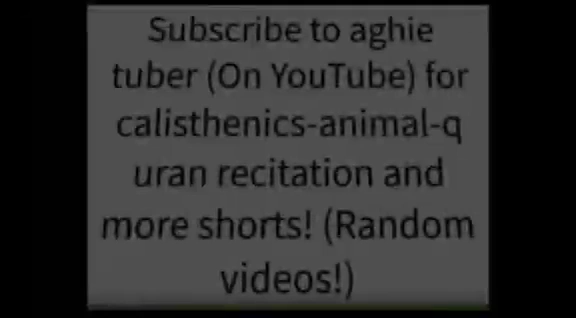 Subscribe to aghie
tuber (On YouTube) for
calisthenics-animal-q
uran recitation and
more shorts! (Random
videos!)